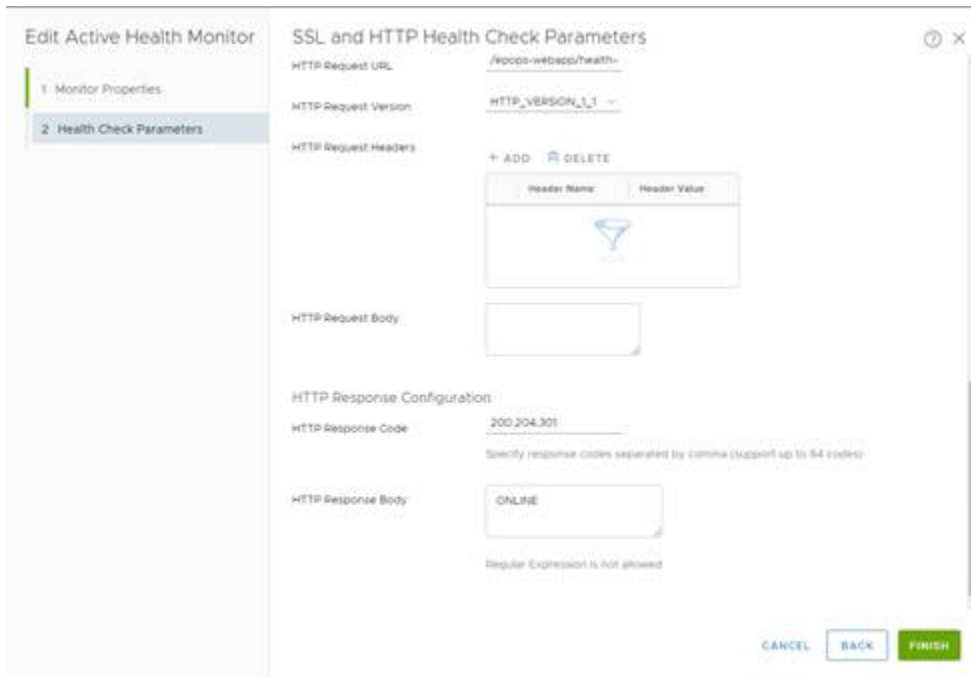 Edit Active Health Monitor
1 Monitor Properties
2 Health Check Parameters
SSL and HTTP Health Check Parameters
HTTP Request URL
/epops-webapp/health-
HTTP Request Version
HTTP_VERSION_1_1
HTTP Request Headers
+ ADD DELETE
Header Name Header Value
HTTP Request Body
HTTP Response Configuration
HTTP Response Code
200,204,301
Specify response codes separated by comma (support up to 64 codes)
HTTP Response Body
ONLINE
Regular Expression is not allowed
CANCEL BACK FINISH